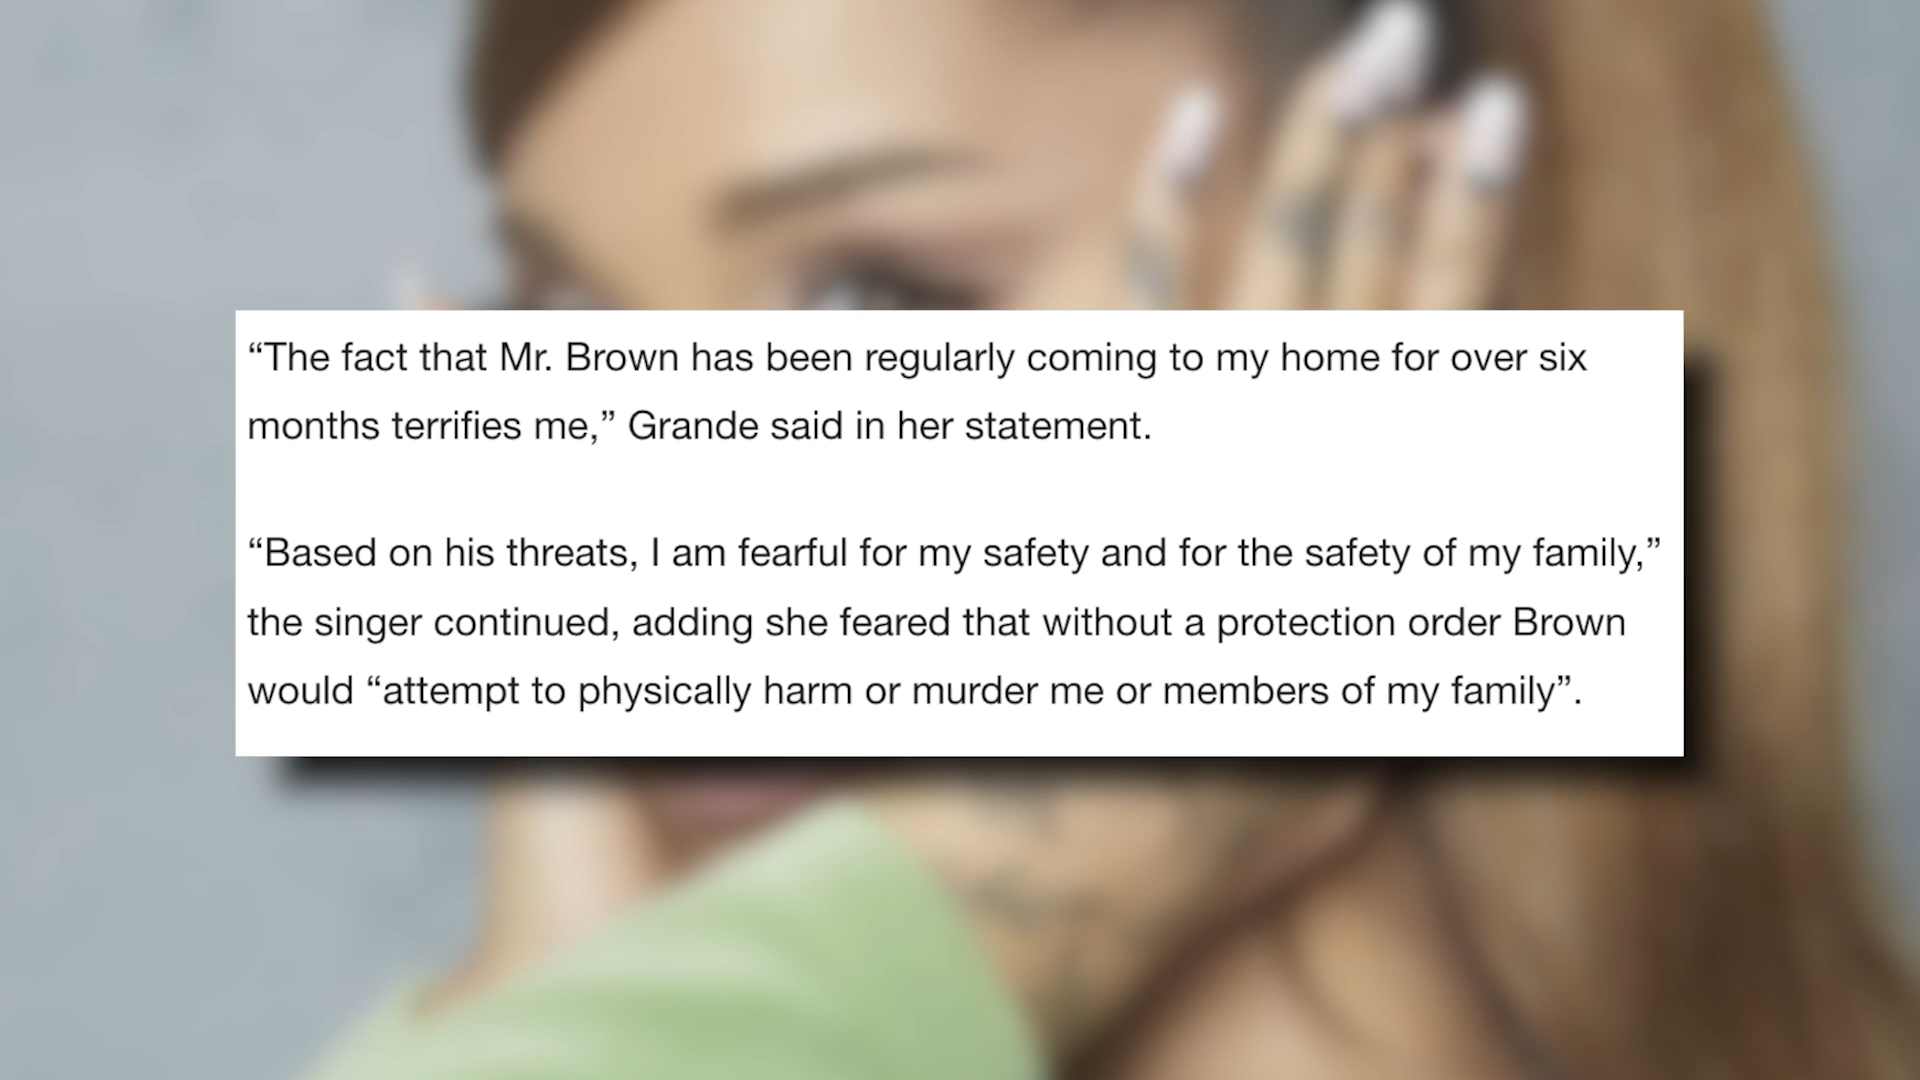 “The fact that Mr. Brown has been regularly coming to my home for over six
months terrifies me,” Grande said in her statement.
“Based on his threats, I am fearful for my safety and for the safety of my family,”
the singer continued, adding she feared that without a protection order Brown
would “attempt to physically harm or murder me or members of my family”.